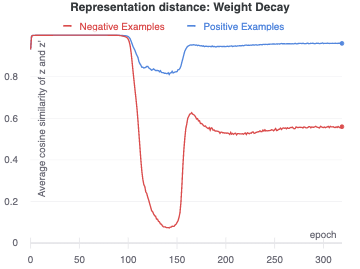 Representation distance: Weight Decay
Negative Examples Positive Examples
Average cosine similarity of z and z'
0.8
0.6
0.4
0.2
0
epoch
0 50 100 150 200 250 300